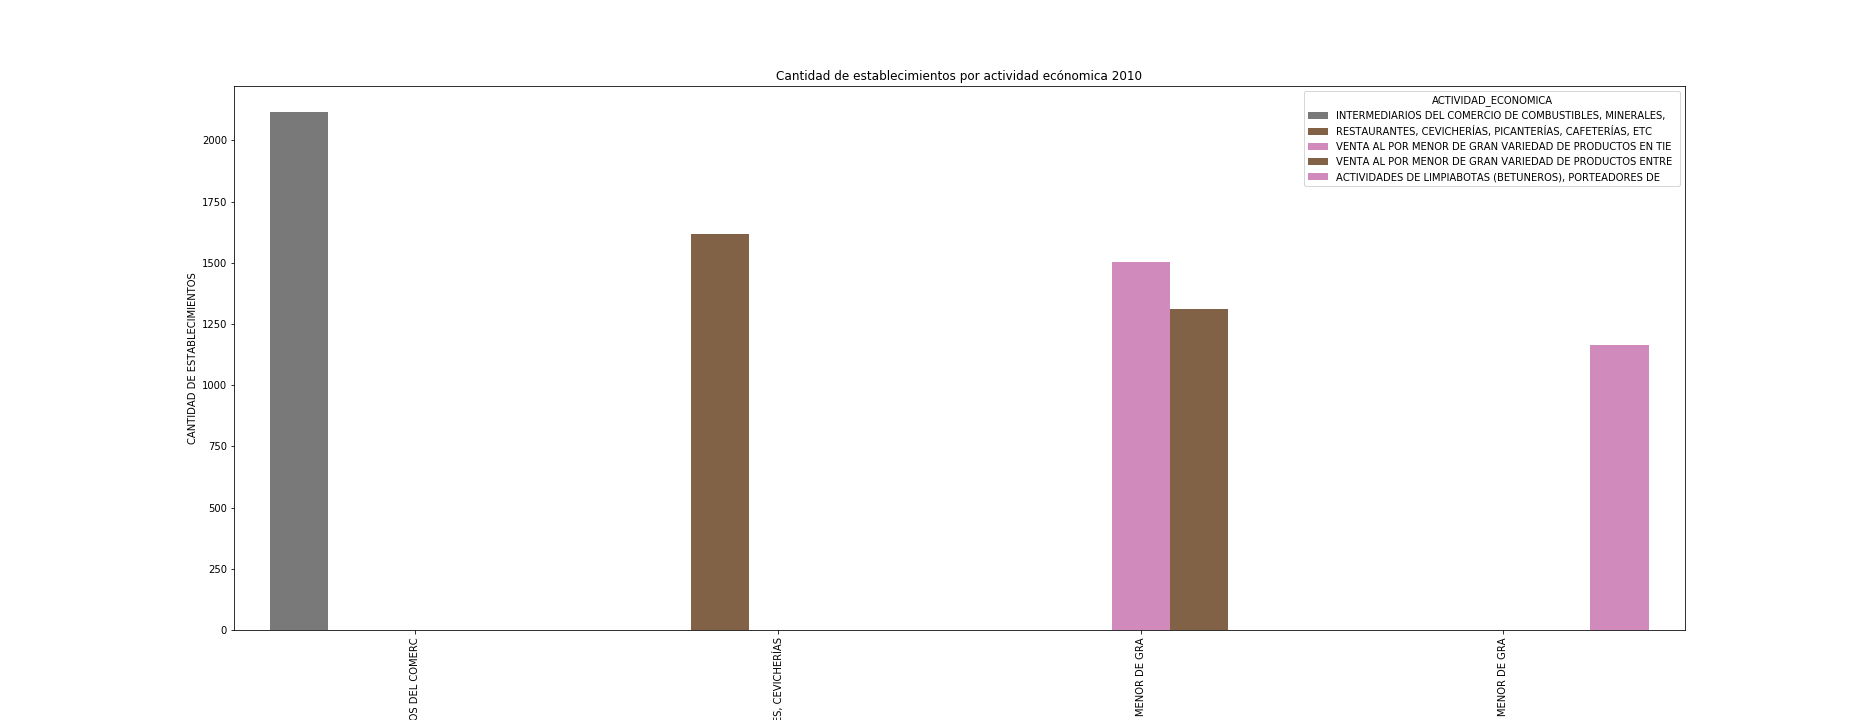 Cantidad de establecimientos por actividad ecónomica 2010
ACTIVIDAD_ECONOMICA
INTERMEDIARIOS DEL COMERCIO DE COMBUSTIBLES, MINERALES,
RESTAURANTES, CEVICHERÍAS, PICANTERÍAS, CAFETERÍAS, ETC
VENTA AL POR MENOR DE GRAN VARIEDAD DE PRODUCTOS EN TIE
VENTA AL POR MENOR DE GRAN VARIEDAD DE PRODUCTOS ENTRE
ACTIVIDADES DE LIMPIABOTAS (BETUNEROS), PORTEADORES DE
CANTIDAD DE ESTABLECIMIENTOS
2000
1750
1500
1250
1000
750
500
250
0
OS DEL COMERC
ES, CEVICHERÍAS
MENOR DE GRA
MENOR DE GRA